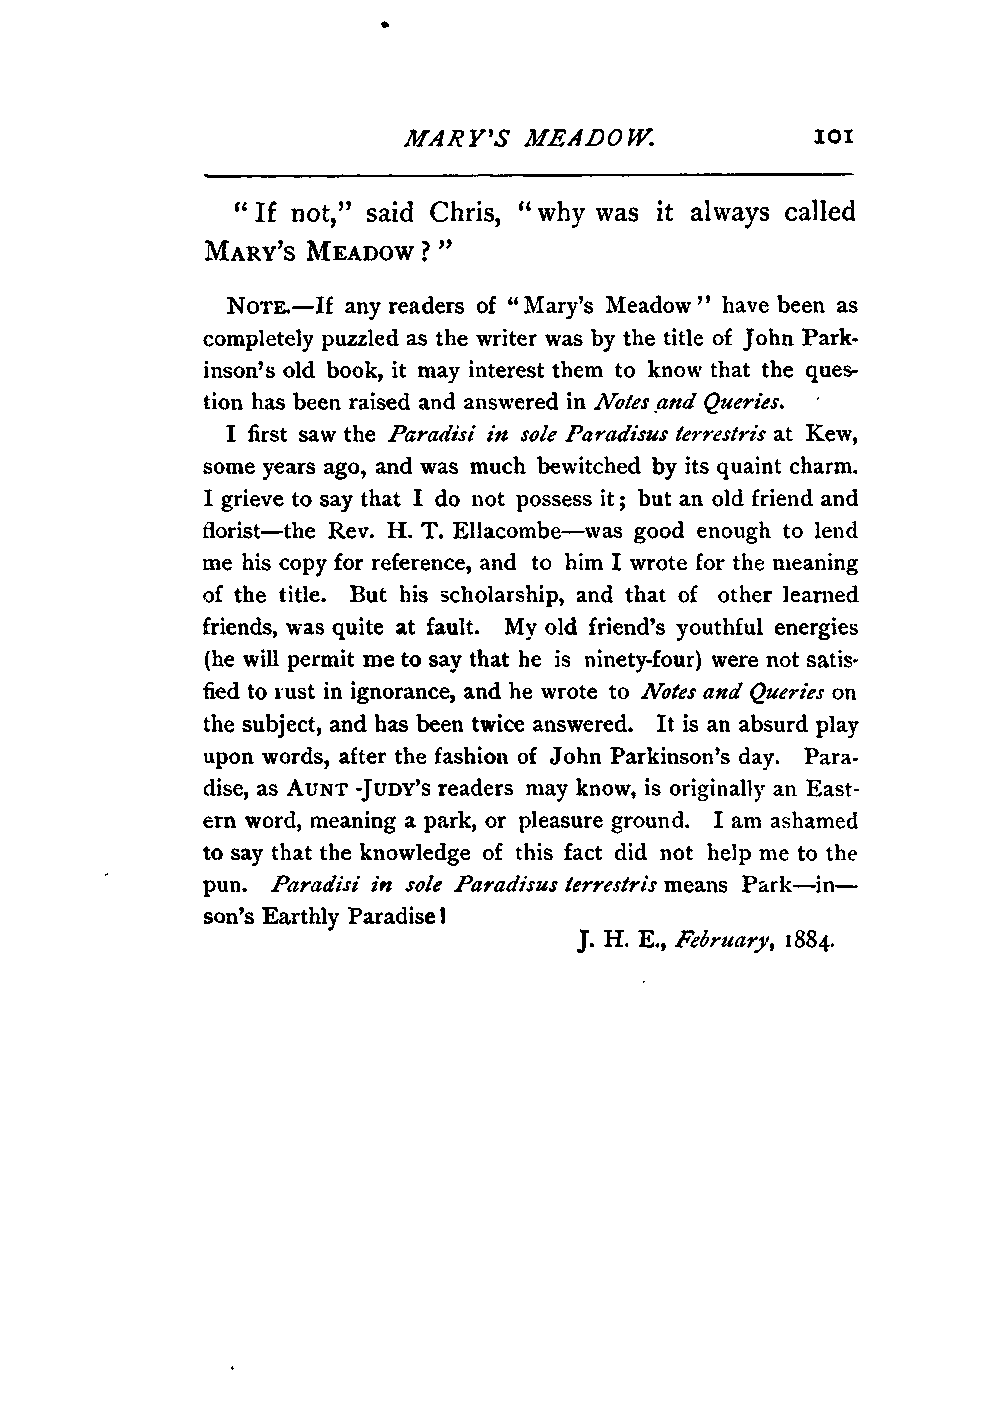 MARY'S MEADOW. 101
"If not," said Chris, "why was it always called
MARY'S MEADOW?"
NOTE.—If any readers of "Mary's Meadow" have been as
completely puzzled as the writer was by the title of John Park-
inson's old book, it may interest them to know that the ques-
tion has been raised and answered in Notes and Queries.
I first saw the Paradisi in sole Paradisus terrestris at Kew,
some years ago, and was much bewitched by its quaint charm.
I grieve to say that I do not possess it; but an old friend and
florist—the Rev. H. T. Ellacombe—was good enough to lend
me his copy for reference, and to him I wrote for the meaning
of the title. But his scholarship, and that of other learned
friends, was quite at fault. My old friend's youthful energies
(he will permit me to say that he is ninety-four) were not satis-
fied to rust in ignorance, and he wrote to Notes and Queries on
the subject, and has been twice answered. It is an absurd play
upon words, after the fashion of John Parkinson's day. Para-
dise, as AUNT JUDY'S readers may know, is originally an East-
ern word, meaning a park, or pleasure ground. I am ashamed
to say that the knowledge of this fact did not help me to the
pun. Paradisi in sole Paradisus terrestris means Park—in—
son's Earthly Paradise!
J. H. E., February, 1884.